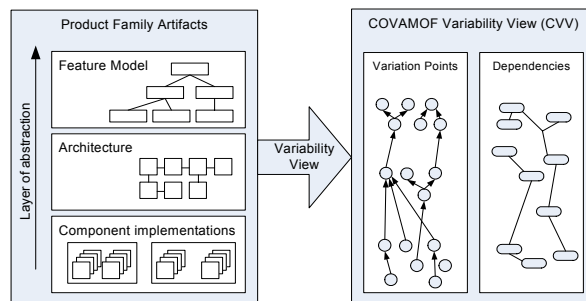 Product Family Artifacts
Layer of abstraction
Feature Model
Architecture
Component implementations
Variability
View
COVAMOF Variability View (CVV)
Variation Points
Dependencies